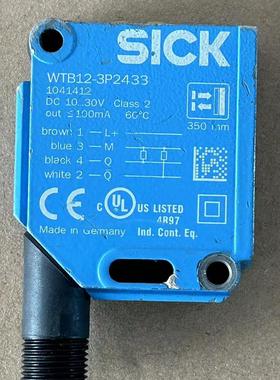 SICK
WTB12-3P2433
1041412
DC 10...30V Class 2
out ≤100mA 60°C
350 mm
brown 1 L+
blue 3 M
black 4 Q
white 2 Q̅
CE
C UL US LISTED
4R97
Made in Germany Ind. Cont. Eq.